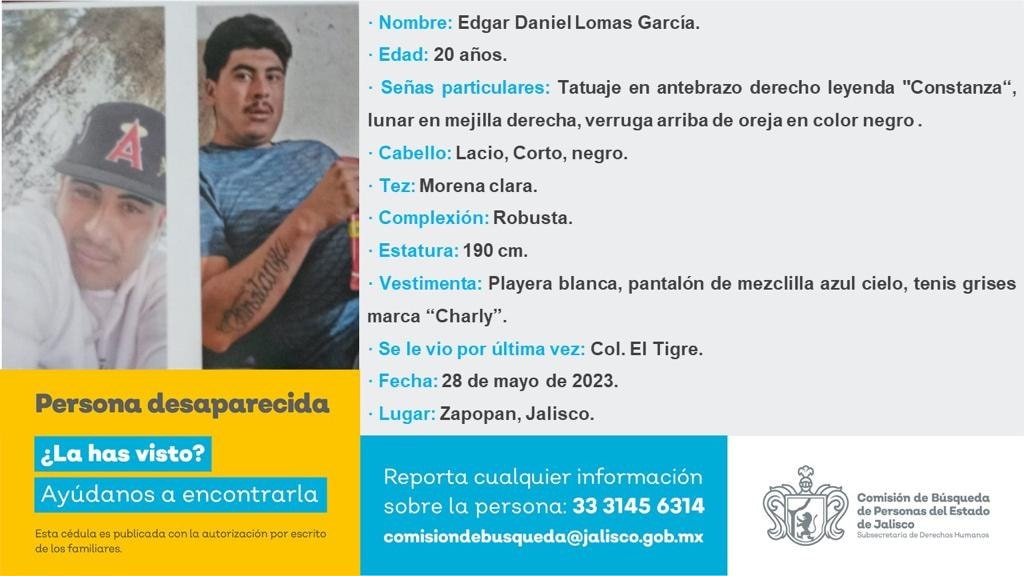 A
Constanza
· Nombre: Edgar Daniel Lomas García.
· Edad: 20 años.
· Señas particulares: Tatuaje en antebrazo derecho leyenda "Constanza“,
lunar en mejilla derecha, verruga arriba de oreja en color negro .
· Cabello: Lacio, Corto, negro.
· Tez: Morena clara.
· Complexión: Robusta.
· Estatura: 190 cm.
· Vestimenta: Playera blanca, pantalón de mezclilla azul cielo, tenis grises
marca “Charly”.
· Se le vio por última vez: Col. El Tigre.
· Fecha: 28 de mayo de 2023.
· Lugar: Zapopan, Jalisco.
Persona desaparecida
¿La has visto?
Ayúdanos a encontrarla
Esta cédula es publicada con la autorización por escrito
de los familiares.
Reporta cualquier información
sobre la persona: 33 3145 6314
comisiondebusqueda@jalisco.gob.mx
Comisión de Búsqueda
de Personas del Estado
de Jalisco
Subsecretaría de Derechos Humanos